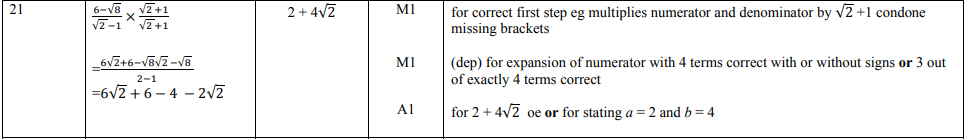 21 (6−√8)/(√2−1) × (√2+1)/(√2+1) 2 + 4√2 M1 for correct first step eg multiplies numerator and denominator by √2 +1 condone
missing brackets
=(6√2+6−√8√2−√8)/(2−1) M1 (dep) for expansion of numerator with 4 terms correct with or without signs or 3 out
of exactly 4 terms correct
=6√2 + 6 − 4 − 2√2
A1 for 2 + 4√2 oe or for stating a = 2 and b = 4